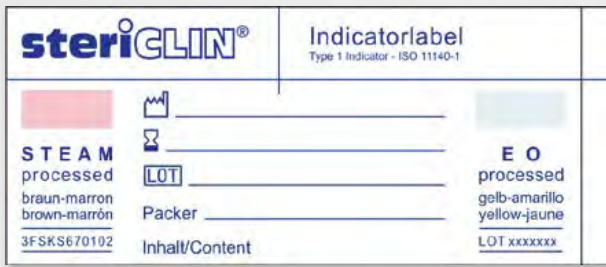 steriCLIN®
Indicatorlabel
Type 1 Indicator - ISO 11140-1
STEAM
processed
braun-marron
brown-marrón
3FSKS670102
LOT
Packer
Inhalt/Content
EO
processed
gelb-amarillo
yellow-jaune
LOT xxxxxxx